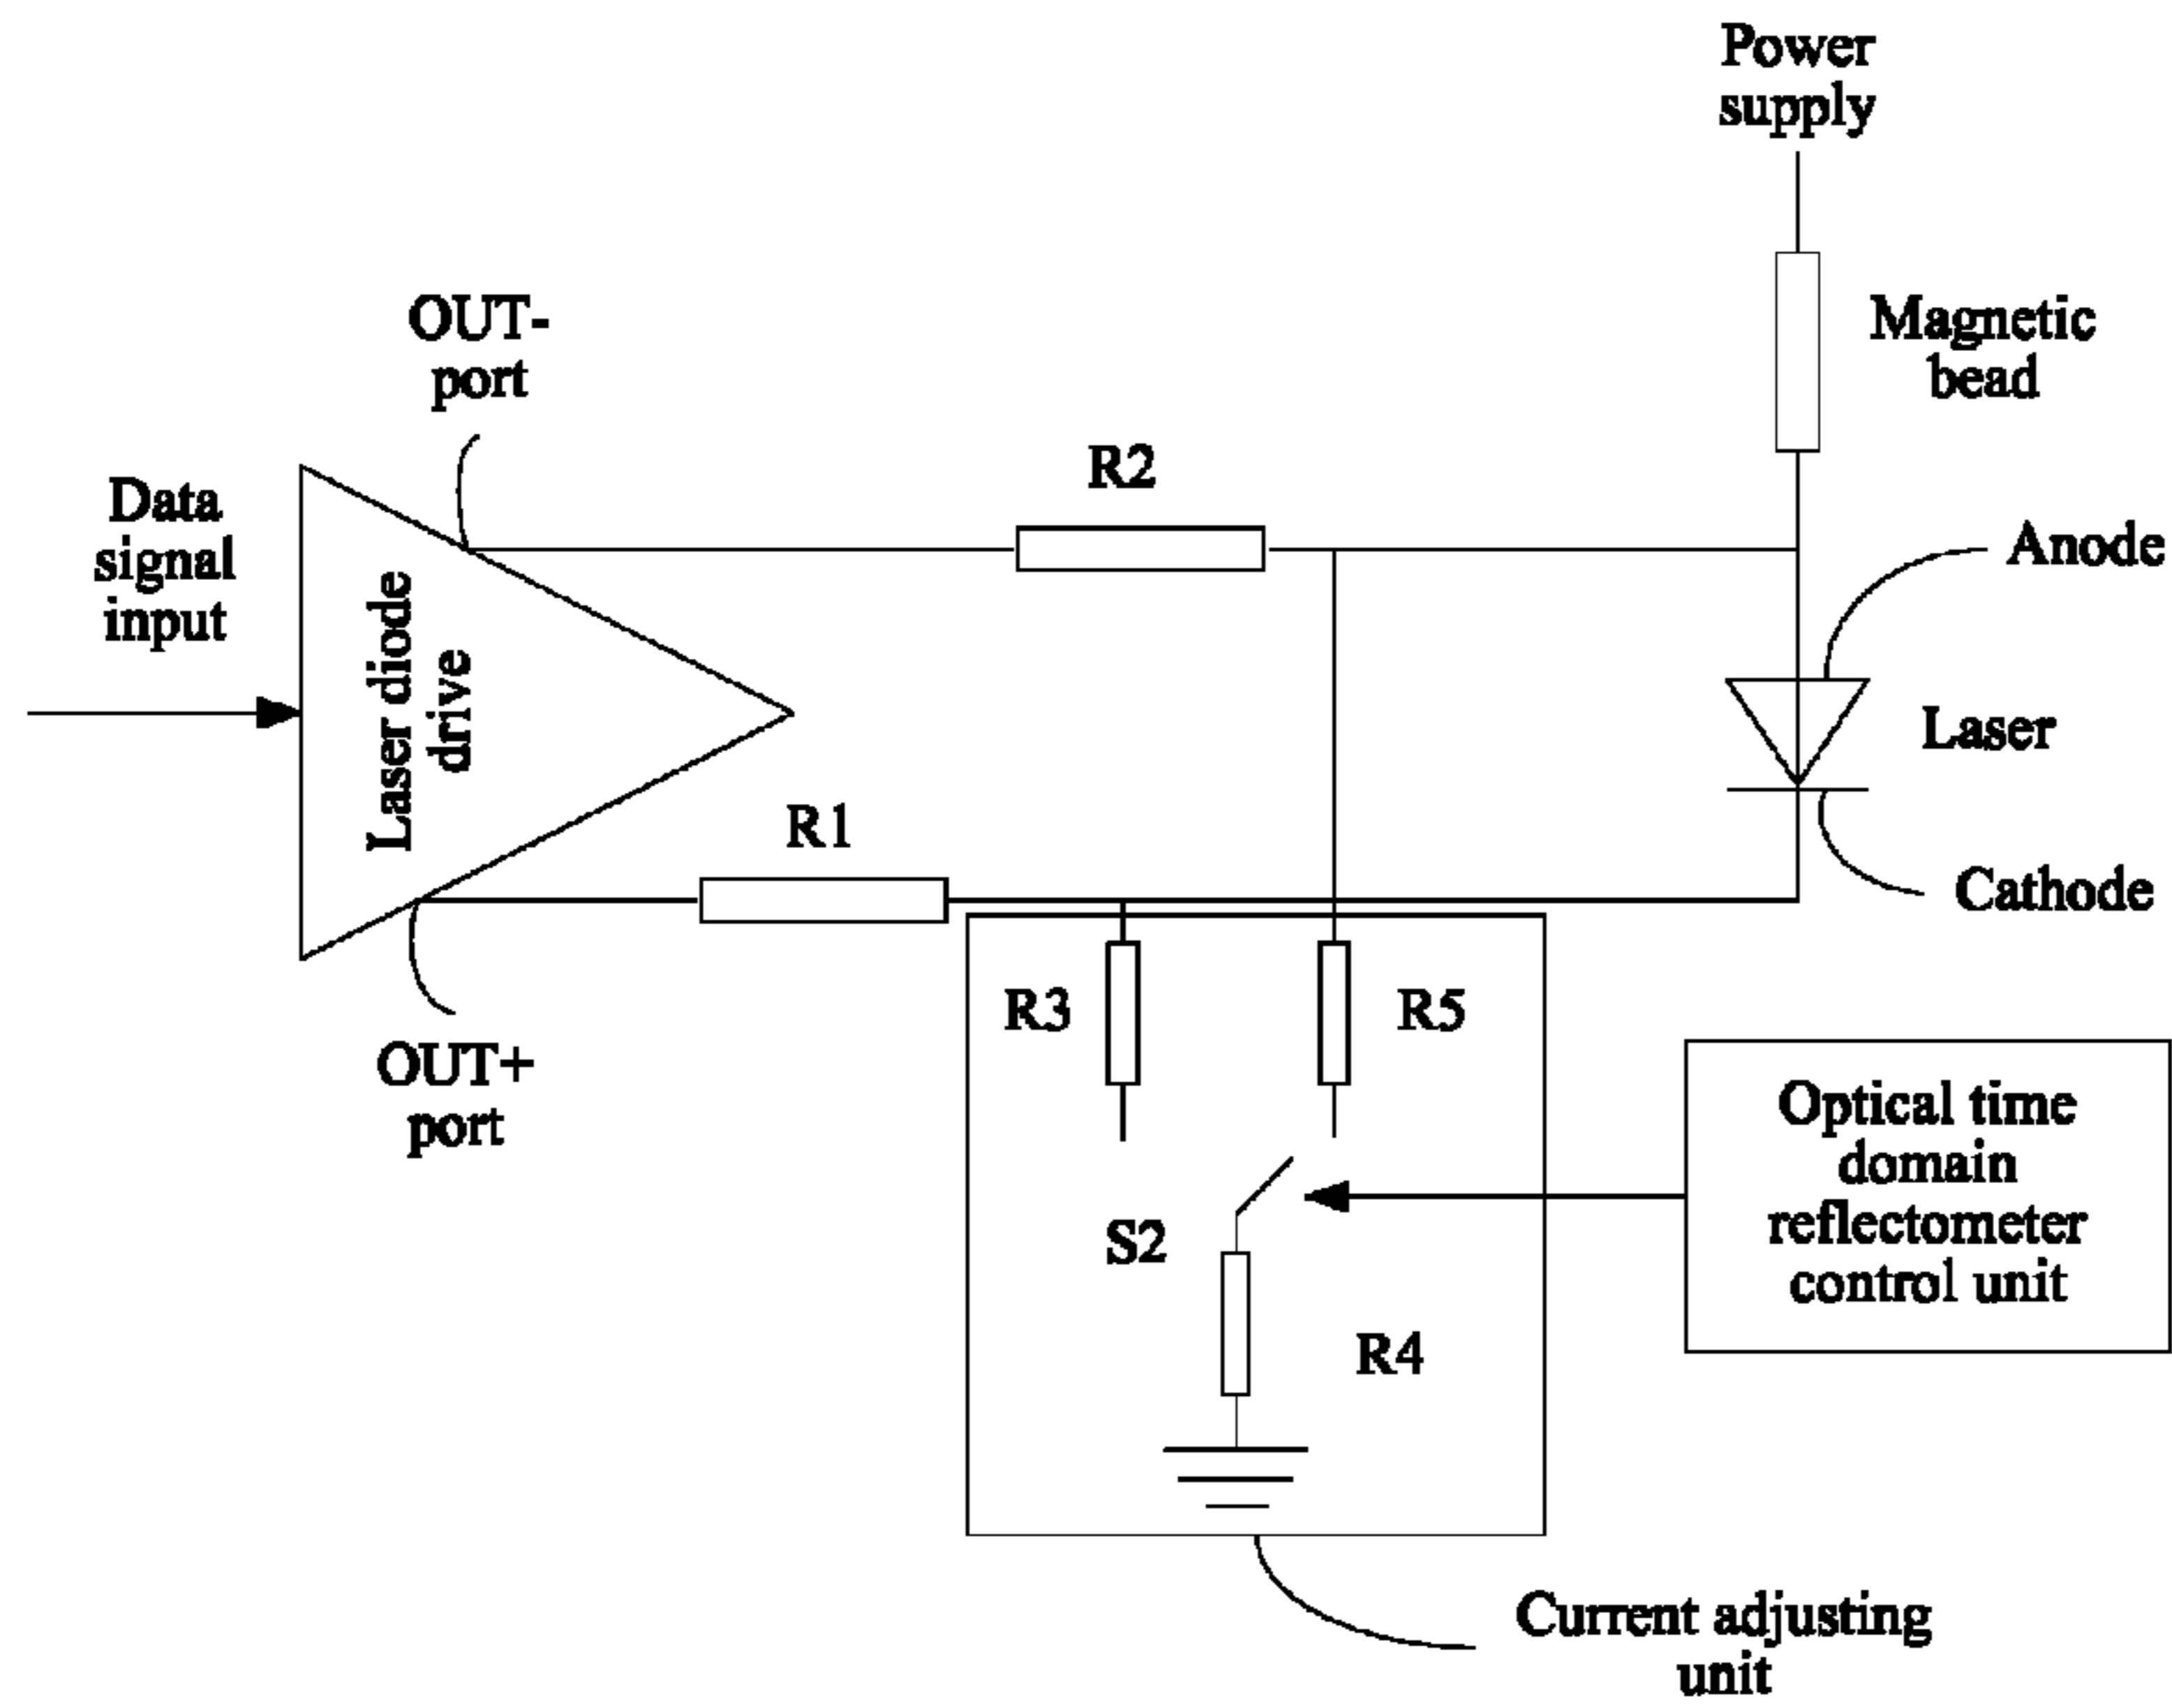 Power
supply
OUT-
port
Magnetic
bead
R2
Data
signal
input
Anode
Laser diode
drive
Laser
R1
Cathode
R3
R5
OUT+
port
Optical time
domain
reflectometer
control unit
S2
R4
Current adjusting
unit